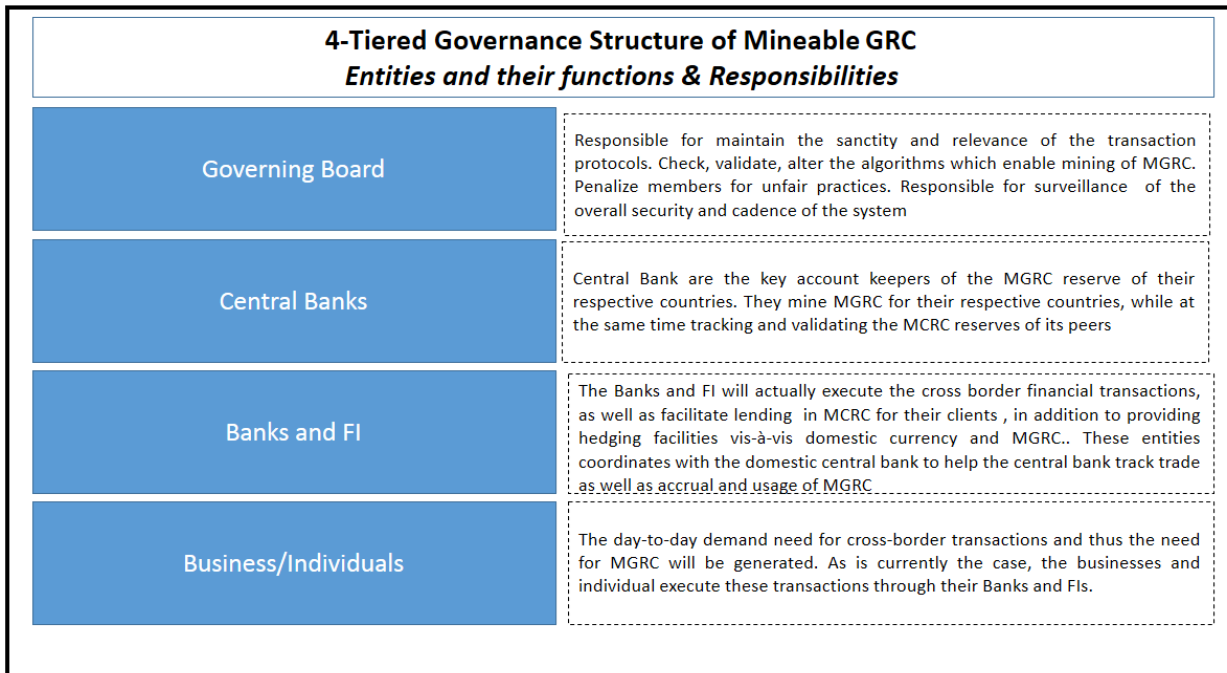 4-Tiered Governance Structure of Mineable GRC
Entities and their functions & Responsibilities
Governing Board
Responsible for maintain the sanctity and relevance of the transaction
protocols. Check, validate, alter the algorithms which enable mining of MGRC.
Penalize members for unfair practices. Responsible for surveillance of the
overall security and cadence of the system
Central Banks
Central Bank are the key account keepers of the MGRC reserve of their
respective countries. They mine MGRC for their respective countries, while at
the same time tracking and validating the MCRC reserves of its peers
Banks and FI
The Banks and FI will actually execute the cross border financial transactions,
as well as facilitate lending in MCRC for their clients , in addition to providing
hedging facilities vis-à-vis domestic currency and MGRC.. These entities
coordinates with the domestic central bank to help the central bank track trade
as well as accrual and usage of MGRC
Business/Individuals
The day-to-day demand need for cross-border transactions and thus the need
for MGRC will be generated. As is currently the case, the businesses and
individual execute these transactions through their Banks and FIs.